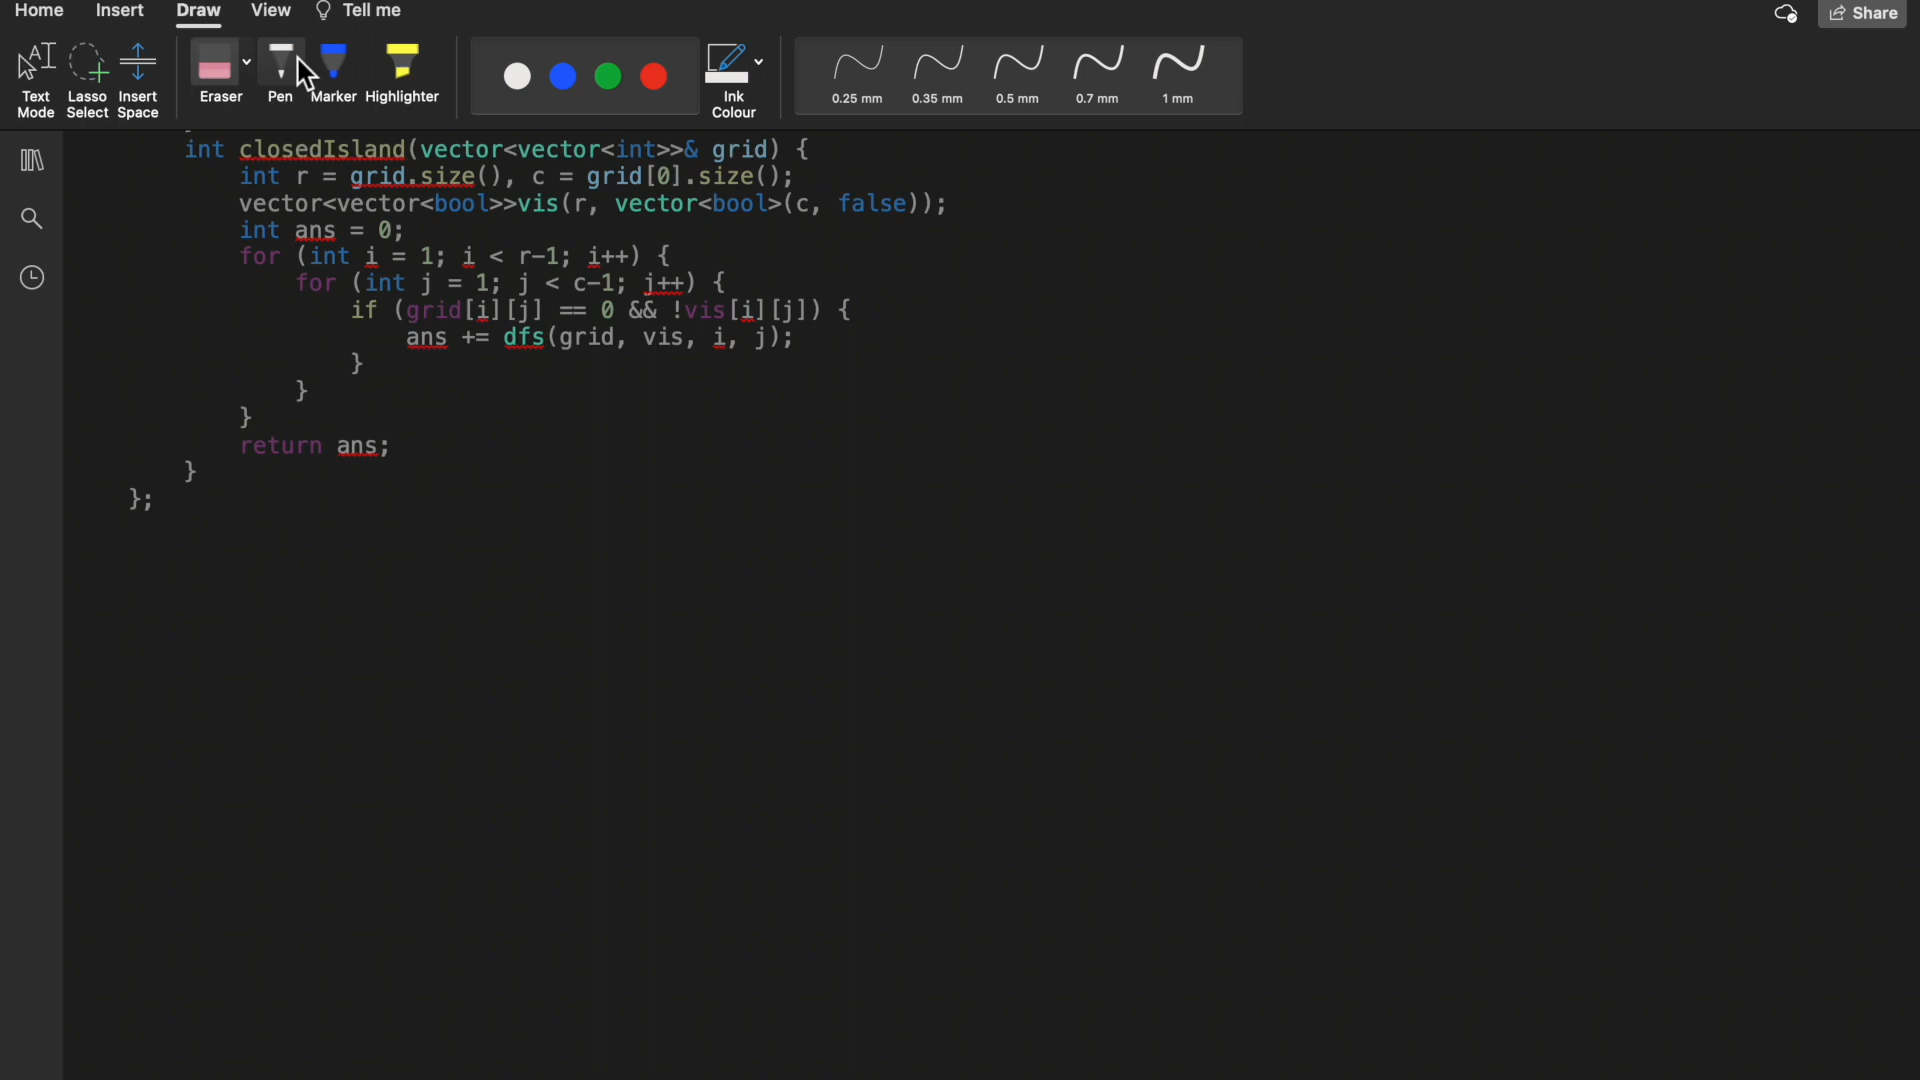 Home Insert Draw View Tell me Share
Text Mode Lasso Select Insert Space Eraser Pen Marker Highlighter Ink Colour 0.25 mm 0.35 mm 0.5 mm 0.7 mm 1 mm
int closedIsland(vector<vector<int>>& grid) {
int r = grid.size(), c = grid[0].size();
vector<vector<bool>>vis(r, vector<bool>(c, false));
int ans = 0;
for (int i = 1; i < r-1; i++) {
for (int j = 1; j < c-1; j++) {
if (grid[i][j] == 0 && !vis[i][j]) {
ans += dfs(grid, vis, i, j);
}
}
}
return ans;
}
};